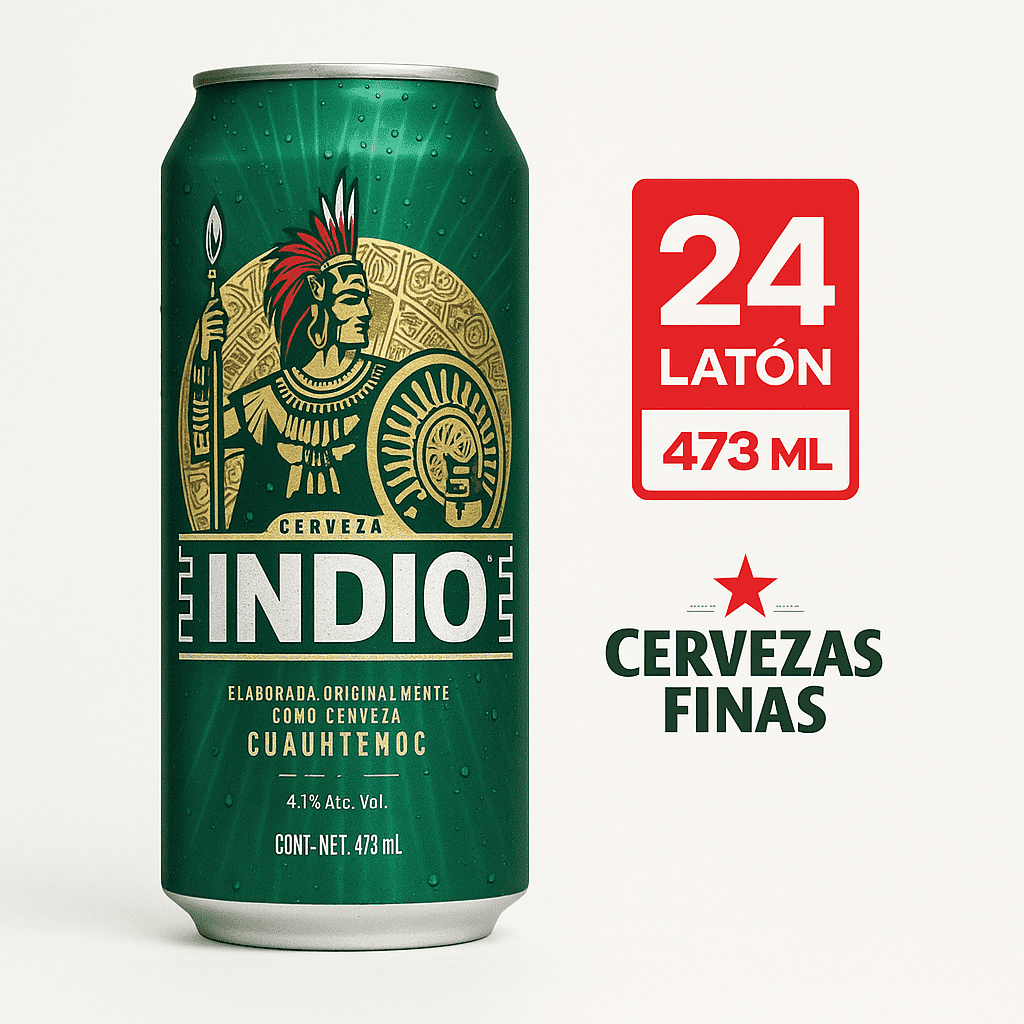 CERVEZA
INDIO
ELABORADA. ORIGINALMENTE
COMO CENVEZA
CUAUHTEMOC
4.1% Atc. Vol.
CONT-NET. 473 mL
24
LATÓN
473 ML
CERVEZAS
FINAS